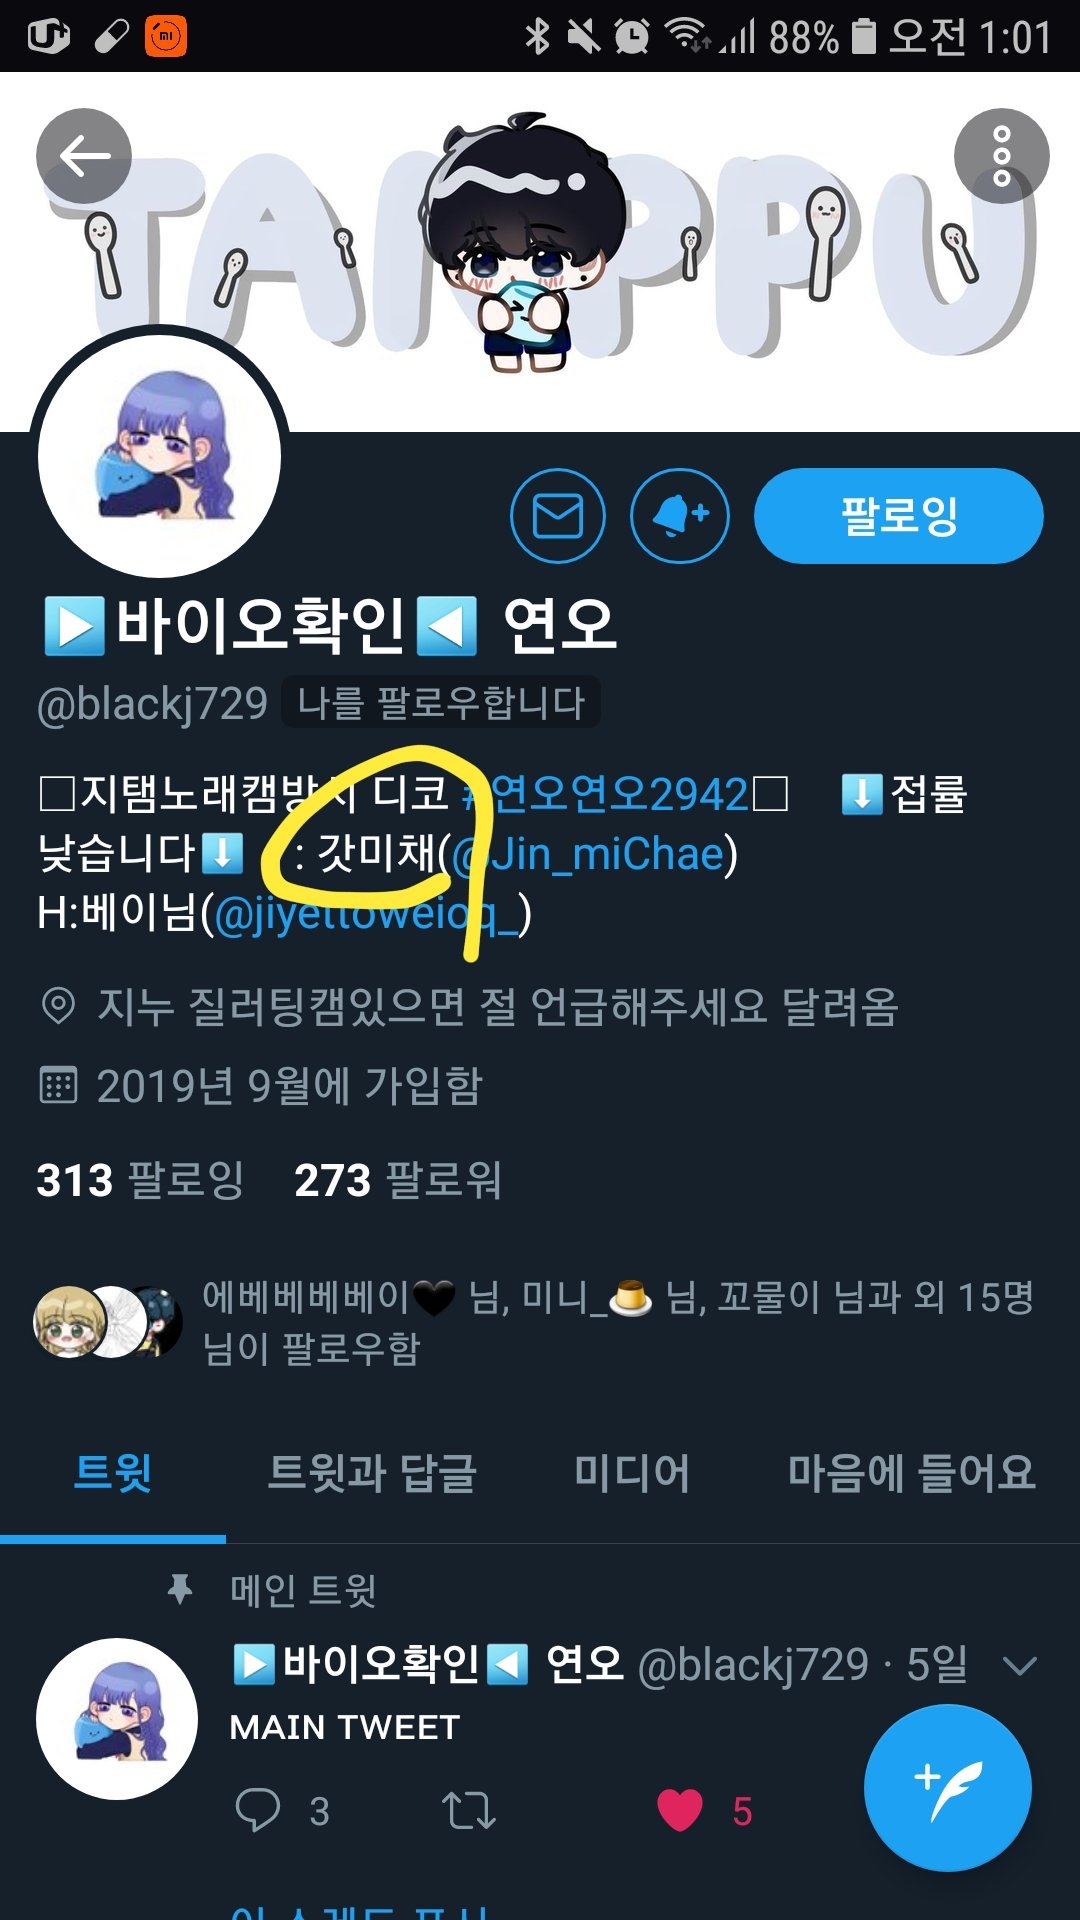 88% 오전 1:01
TAMPPU
▶바이오확인◀ 연오
팔로잉
@blackj729 나를 팔로우합니다
□지탬노래캠방시 디코 #연오연오2942□ ⬇접률
낮습니다⬇ : 갓미채(@Jin_miChae)
H:베이님(@jiyettoweioq_)
지누 질러팅캠있으면 절 언급해주세요 달려옴
2019년 9월에 가입함
313 팔로잉 273 팔로워
에베베베베이🖤 님, 미니_🍮 님, 꼬물이 님과 외 15명
님이 팔로우함
트윗 트윗과 답글 미디어 마음에 들어요
메인 트윗
▶바이오확인◀ 연오 @blackj729 · 5일
MAIN TWEET
3 5
이 스레드 표시